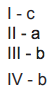 I - c
II - a
III - b
IV - b